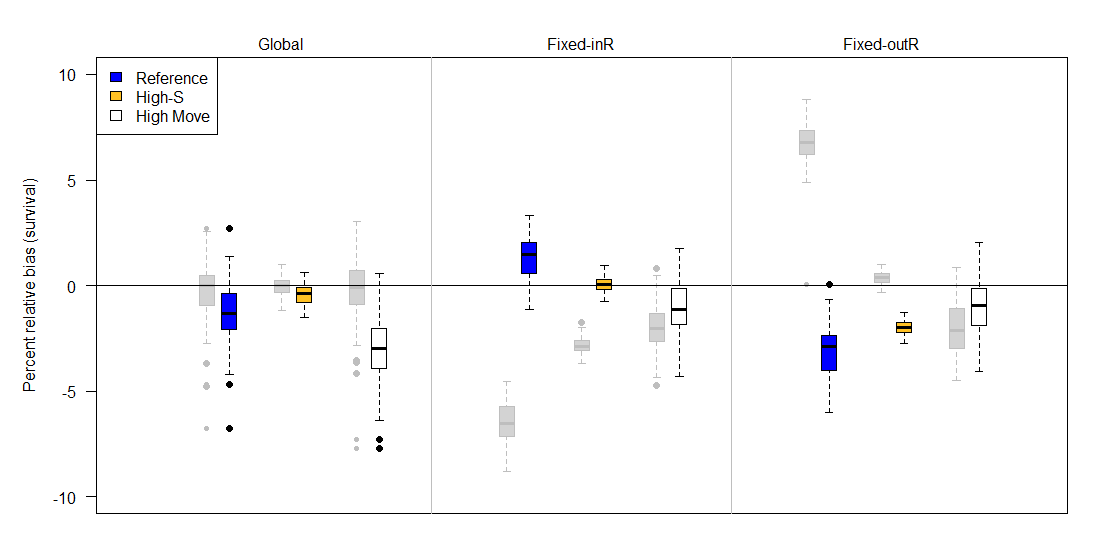 Global Fixed-inR Fixed-outR
Reference
High-S
High Move
Percent relative bias (survival)
10
5
0
-5
-10